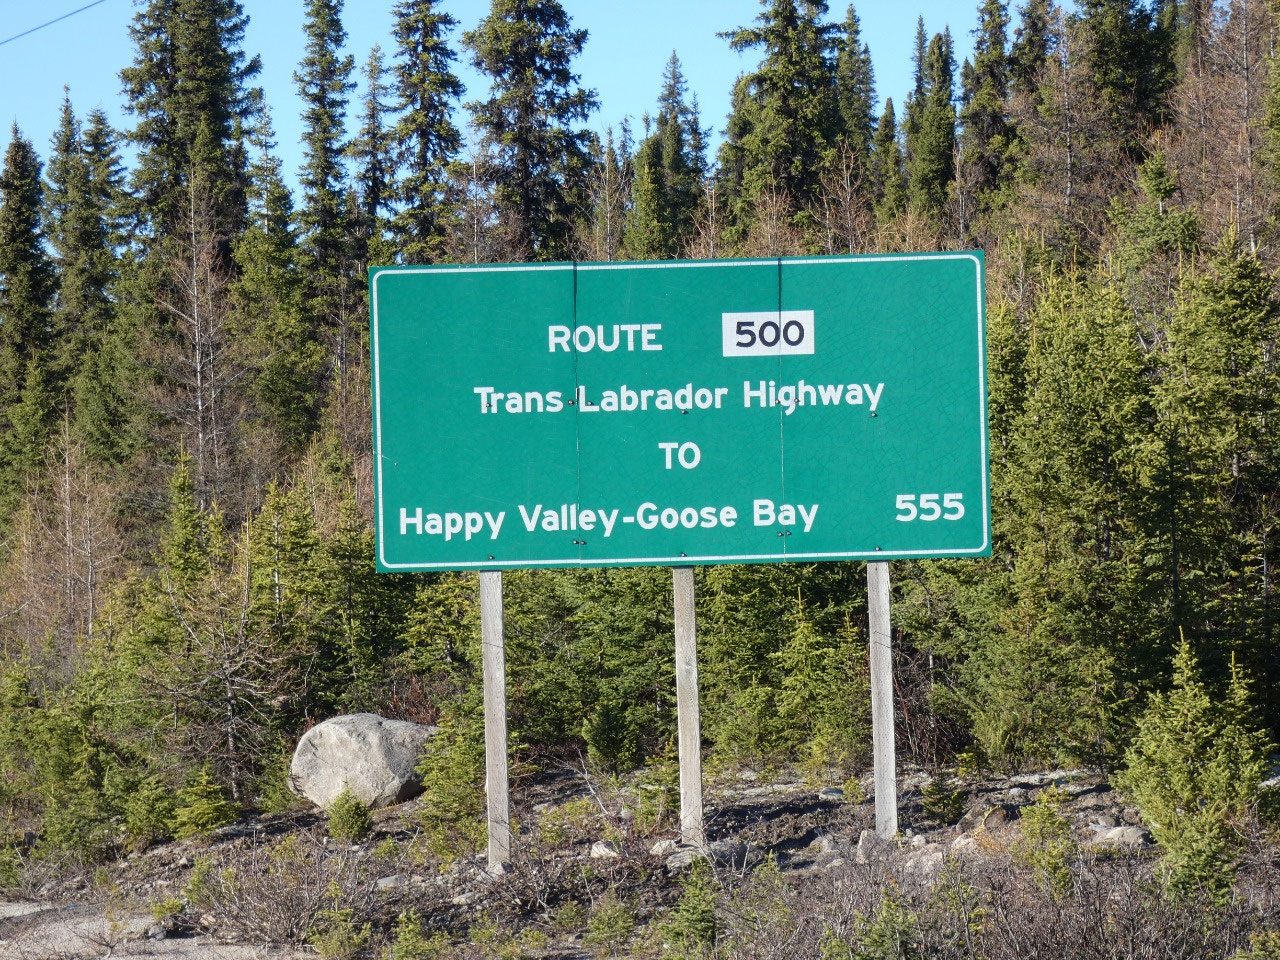 ROUTE 500
Trans Labrador Highway
TO
Happy Valley-Goose Bay 555